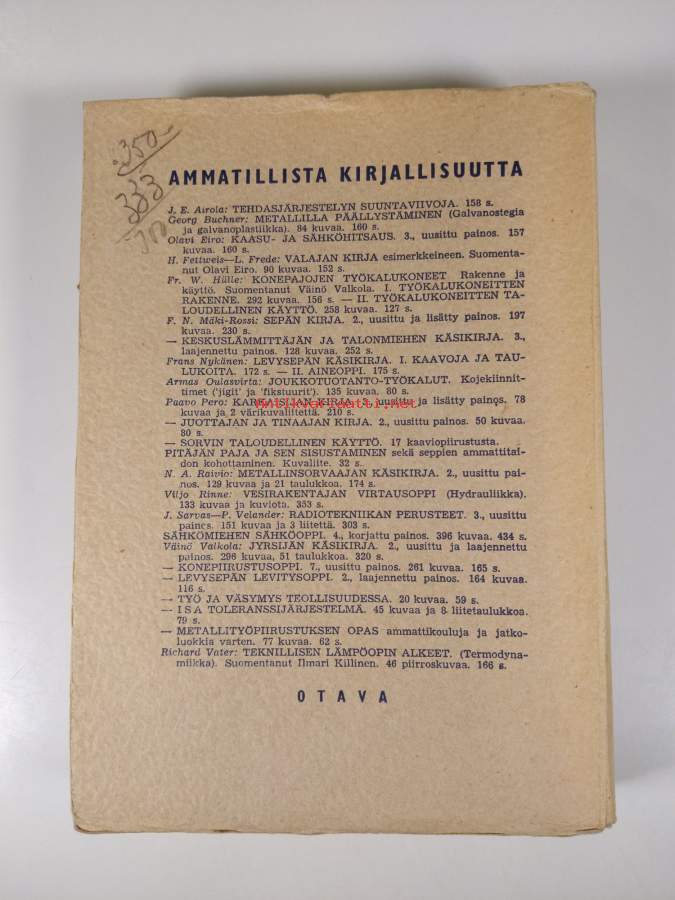 350
333
AMMATILLISTA KIRJALLISUUTTA
J. E. Airola: TEHDASJÄRJESTELYN SUUNTAVIIVOJA. 158 s.
Georg Buchner: METALLILLA PÄÄLLYSTÄMINEN (Galvanostegia
ja galvanoplastiikka). 84 kuvaa. 160 s.
Olavi Eiro: KAASU- JA SÄHKÖHITSAUS. 3., uusittu painos. 157
kuvaa. 160 s.
H. Fettweis—L. Frede: VALAJAN KIRJA esimerkkeineen. Suomenta-
nut Olavi Eiro. 90 kuvaa. 152 s.
Fr. W. Hülle: KONEPAJOJEN TYÖKALUKONEET Rakenne ja
käyttö. Suomentanut Väinö Valkola. I. TYÖKALUKONEITTEN
RAKENNE. 292 kuvaa. 156 s. — II. TYÖKALUKONEITTEN TA-
LOUDELLINEN KÄYTTÖ. 258 kuvaa. 127 s.
F. N. Mäki-Rossi: SEPÄN KIRJA. 2., uusittu ja lisätty painos. 197
kuvaa. 230 s.
— KESKUSLÄMMITTÄJÄN JA TALONMIEHEN KÄSIKIRJA. 3.,
laajennettu painos. 128 kuvaa. 252 s.
Frans Nykänen: LEVYSEPÄN KÄSIKIRJA. I. KAAVOJA JA TAU-
LUKOITA. 172 s. — II. AINEOPPI. 175 s.
Armas Oulasvirta: JOUKKOTUOTANTO-TYÖKALUT. Kojekiinnit-
timet ('jigit' ja 'fikstuurit'). 135 kuvaa. 80 s.
Antikvariaatti.net
Paavo Pero: KARKAISIJAN KIRJA. uusittu ja lisätty painos. 78
kuvaa ja 2 värikuvaliitettä. 210 s.
— JUOTTAJAN JA TINAAJAN KIRJA. 2., uusittu painos. 50 kuvaa.
80 s.
— SORVIN TALOUDELLINEN KÄYTTÖ. 17 kaaviopiirustusta.
PITÄJÄN PAJA JA SEN SISUSTAMINEN sekä seppien ammattitai-
don kohottaminen. Kuvaliite. 32 s.
N. A. Raivio: METALLINSORVAAJAN KÄSIKIRJA. 2., uusittu pai-
nos. 129 kuvaa ja 21 taulukkoa. 174 s.
Viljo Rinne: VESIRAKENTAJAN VIRTAUSOPPI (Hydrauliikka).
133 kuvaa ja kuviota. 353 s.
J. Sarvas—P. Velander: RADIOTEKNIIKAN PERUSTEET. 3., uusittu
painos. 151 kuvaa ja 3 liitettä. 303 s.
SÄHKÖMIEHEN SÄHKÖOPPI. 4., korjattu painos. 396 kuvaa. 434 s.
Väinö Valkola: JYRSIJÄN KÄSIKIRJA. 2., uusittu ja laajennettu
painos. 296 kuvaa, 51 taulukkoa. 320 s.
— KONEPIIRUSTUSOPPI. 7., uusittu painos. 261 kuvaa. 165 s.
— LEVYSEPÄN LEVITYSOPPI. 2., laajennettu painos. 164 kuvaa.
116 s.
— TYÖ JA VÄSYMYS TEOLLISUUDESSA. 20 kuvaa. 59 s.
— ISA TOLERANSSIJÄRJESTELMÄ. 45 kuvaa ja 8 liitetaulukkoa.
79 s.
— METALLITYÖPIIRUSTUKSEN OPAS ammattikouluja ja jatko-
luokkia varten. 77 kuvaa. 62 s.
Richard Vater: TEKNILLISEN LÄMPÖOPIN ALKEET. (Termodyna-
miikka). Suomentanut Ilmari Killinen. 46 piirroskuvaa. 166 s.
OTAVA